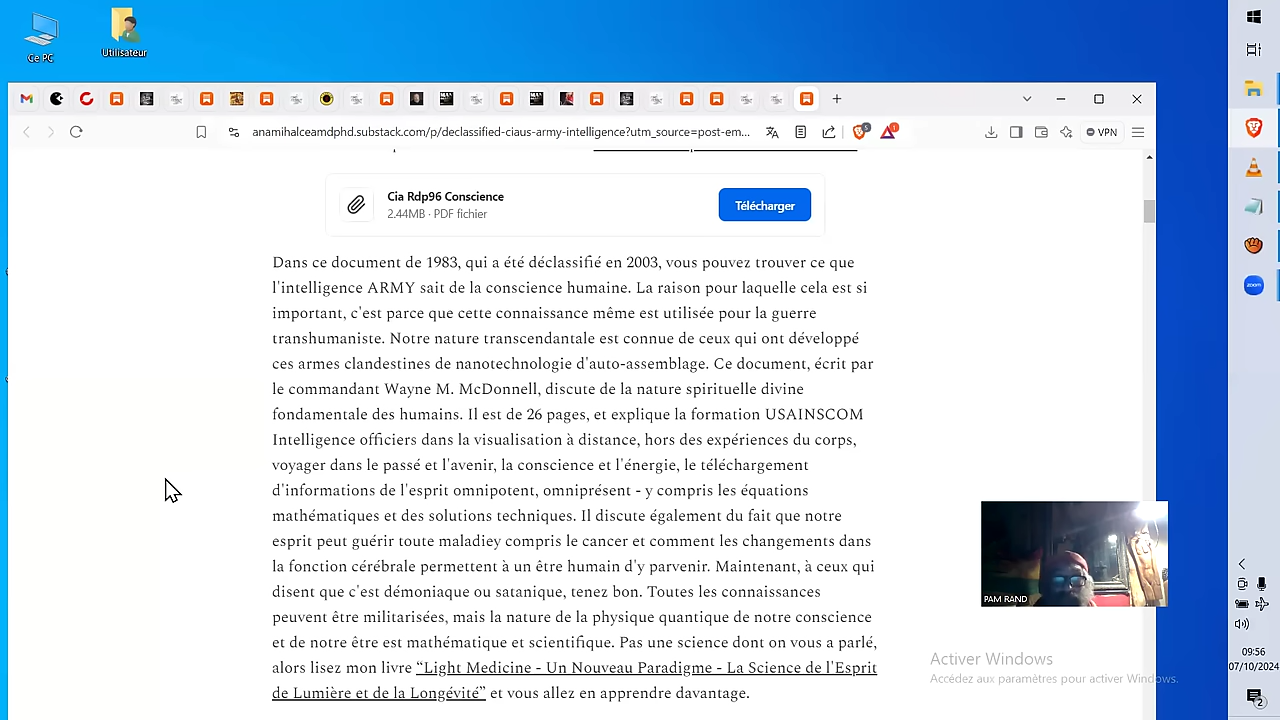 Ce PC
Utilisateur
anamihalceamdphd.substack.com/p/declassified-ciaus-army-intelligence?utm_source=post-em...
VPN
Cia Rdp96 Conscience
2.44MB · PDF fichier
Télécharger
Dans ce document de 1983, qui a été déclassifié en 2003, vous pouvez trouver ce que
l'intelligence ARMY sait de la conscience humaine. La raison pour laquelle cela est si
important, c'est parce que cette connaissance même est utilisée pour la guerre
transhumaniste. Notre nature transcendantale est connue de ceux qui ont développé
ces armes clandestines de nanotechnologie d'auto-assemblage. Ce document, écrit par
le commandant Wayne M. McDonnell, discute de la nature spirituelle divine
fondamentale des humains. Il est de 26 pages, et explique la formation USAINSCOM
Intelligence officiers dans la visualisation à distance, hors des expériences du corps,
voyager dans le passé et l'avenir, la conscience et l'énergie, le téléchargement
d'informations de l'esprit omnipotent, omniprésent - y compris les équations
mathématiques et des solutions techniques. Il discute également du fait que notre
esprit peut guérir toute maladiey compris le cancer et comment les changements dans
la fonction cérébrale permettent à un être humain d'y parvenir. Maintenant, à ceux qui
disent que c'est démoniaque ou satanique, tenez bon. Toutes les connaissances
peuvent être militarisées, mais la nature de la physique quantique de notre conscience
et de notre être est mathématique et scientifique. Pas une science dont on vous a parlé,
alors lisez mon livre “Light Medicine - Un Nouveau Paradigme - La Science de l'Esprit
de Lumière et de la Longévité” et vous allez en apprendre davantage.
PAM RAND
Activer Windows
Accédez aux paramètres pour activer Windows.
zoom
09:56
07/10/2024
2